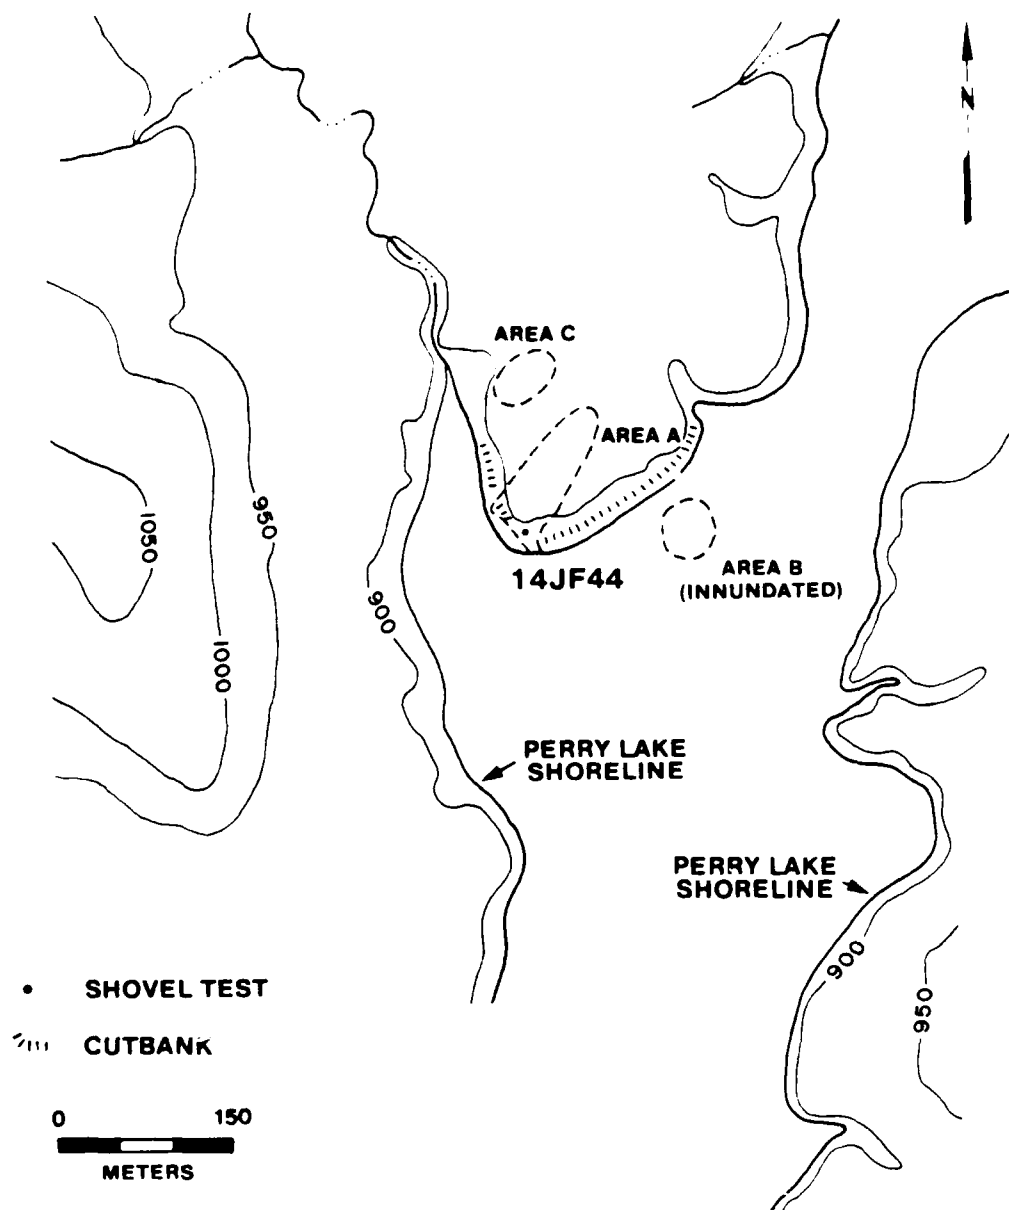 N
AREA C
AREA A
950
1050
14JF44
AREA B
(INNUNDATED)
900
1000
PERRY LAKE
SHORELINE
PERRY LAKE
SHORELINE
900
950
SHOVEL TEST
CUTBANK
0 150
METERS